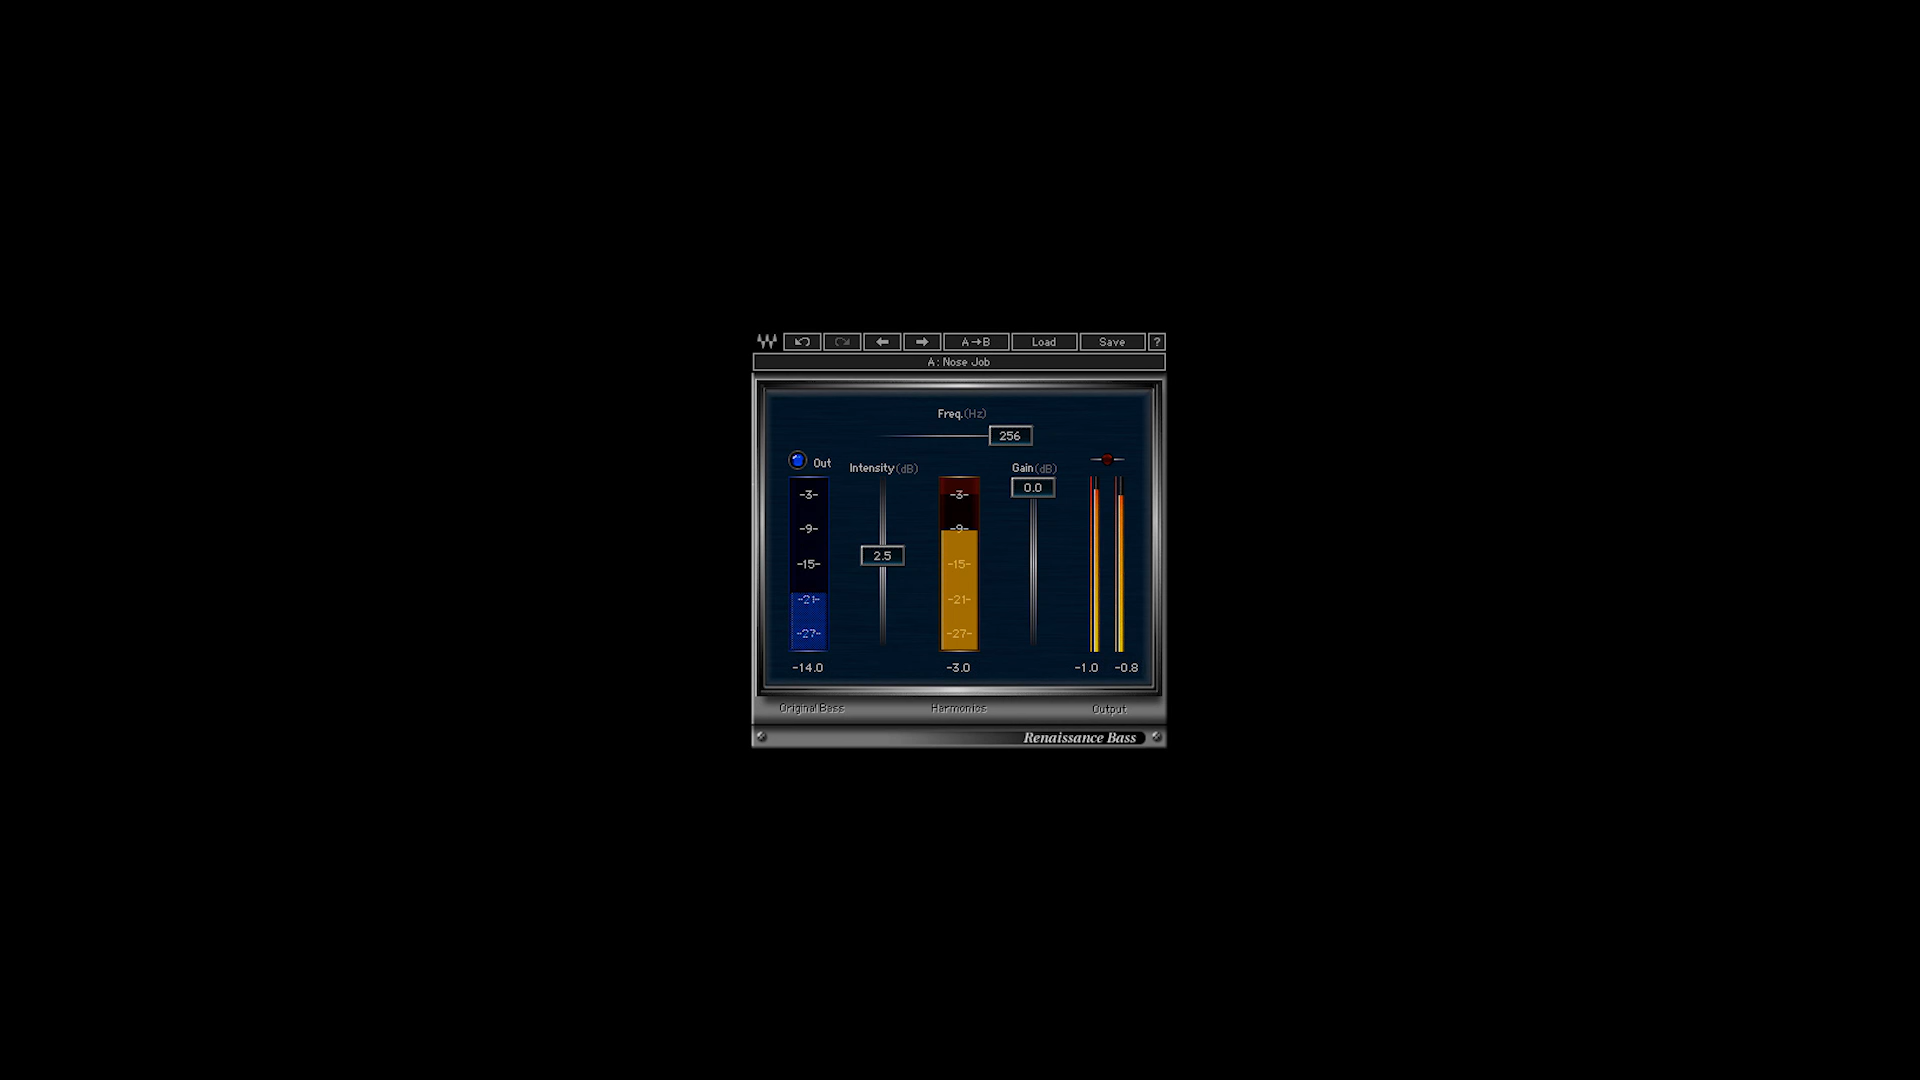 A→B Load Save ?
A: Nose Job
Freq.(Hz)
256
Out
Intensity(dB)
Gain(dB)
0.0
-3-
-9-
-15-
-21-
-27-
2.5
-3-
-9-
-15-
-21-
-27-
-14.0
-3.0
-1.0 -0.8
Original Bass
Harmonics
Output
Renaissance Bass